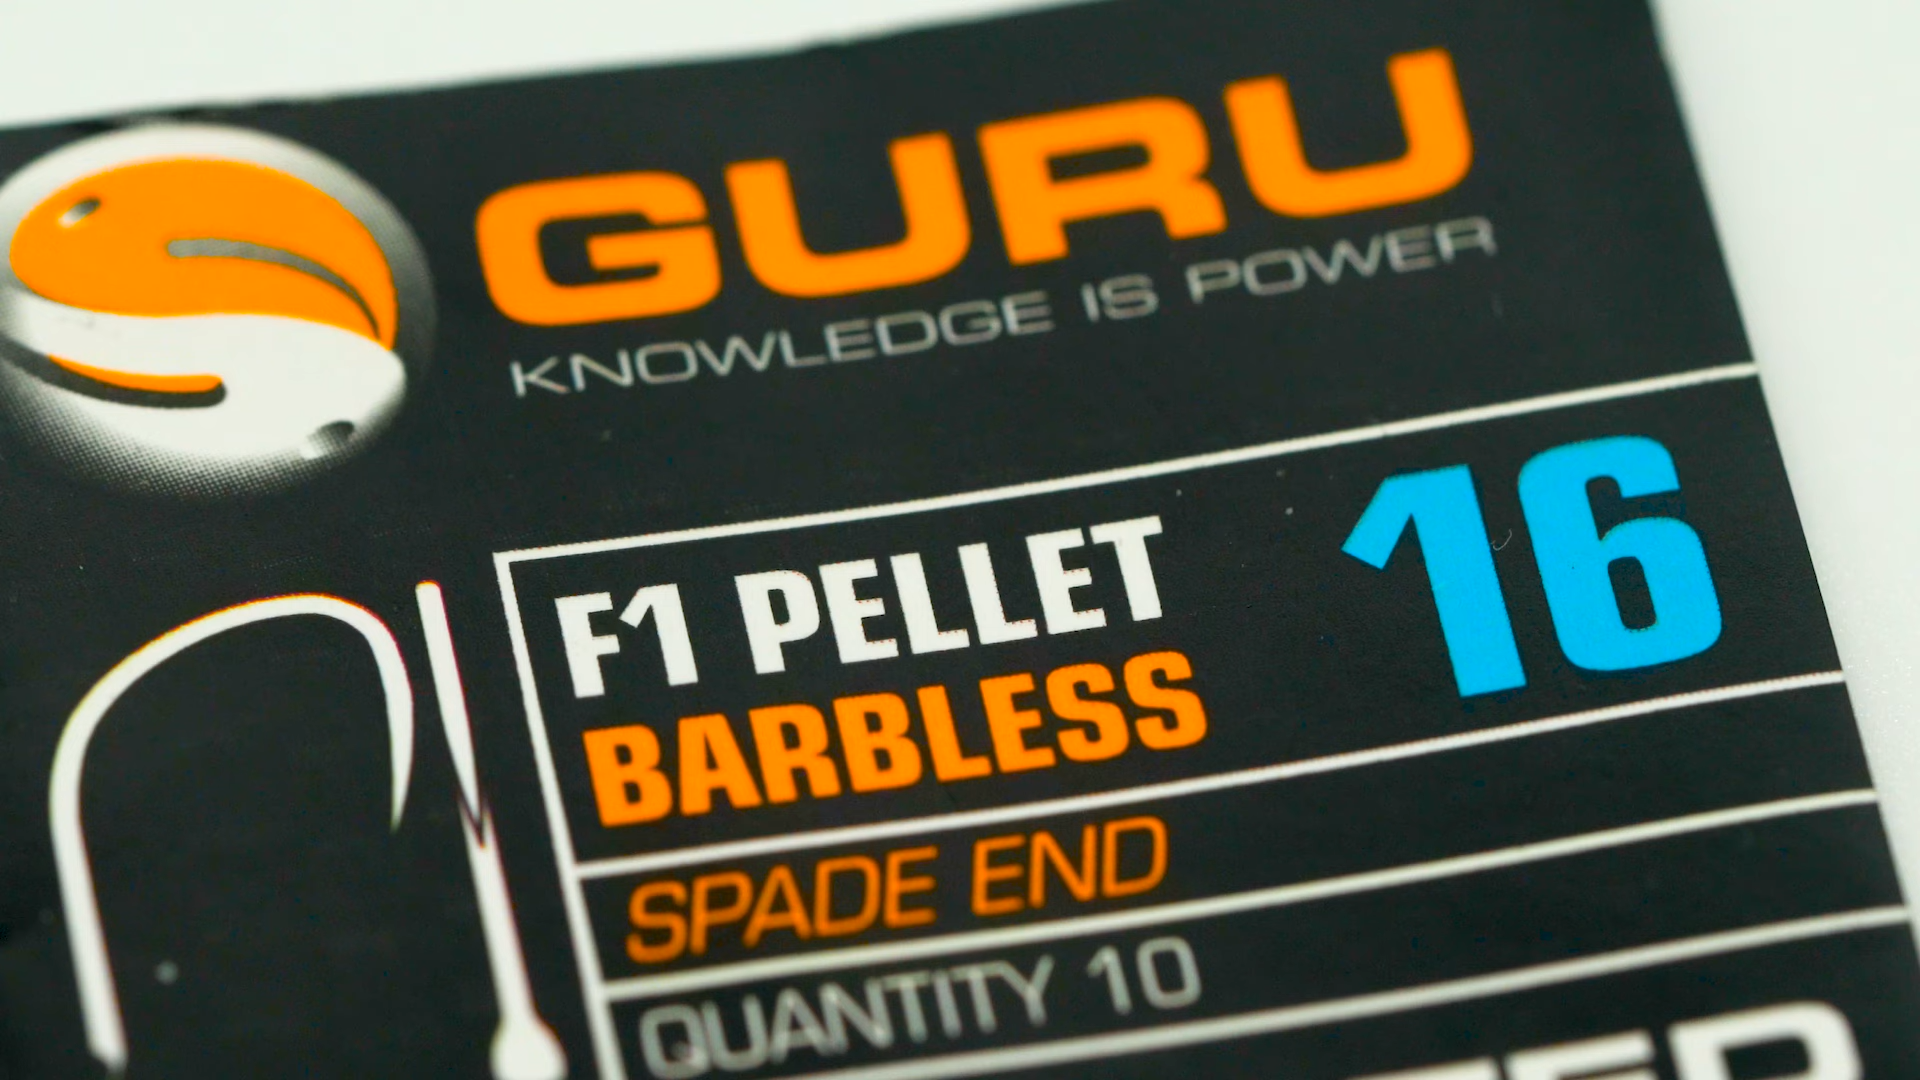 GURU
KNOWLEDGE IS POWER
F1 PELLET
BARBLESS
16
SPADE END
QUANTITY 10